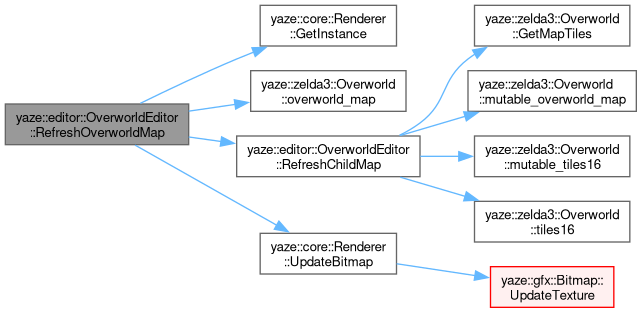 yaze::editor::OverworldEditor
::RefreshOverworldMap
yaze::core::Renderer
::GetInstance
yaze::zelda3::Overworld
::overworld_map
yaze::editor::OverworldEditor
::RefreshChildMap
yaze::core::Renderer
::UpdateBitmap
yaze::zelda3::Overworld
::GetMapTiles
yaze::zelda3::Overworld
::mutable_overworld_map
yaze::zelda3::Overworld
::mutable_tiles16
yaze::zelda3::Overworld
::tiles16
yaze::gfx::Bitmap::
UpdateTexture